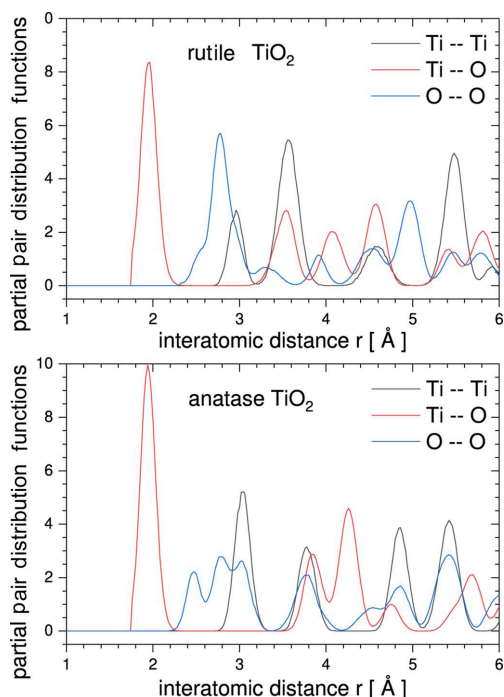 rutile TiO2
Ti -- Ti
Ti -- O
O -- O
partial pair distribution functions
0
8
6
4
2
0
1 2 3 4 5 6
interatomic distance r [ Å ]
anatase TiO2
Ti -- Ti
Ti -- O
O -- O
partial pair distribution functions
10
8
6
4
2
0
1 2 3 4 5 6
interatomic distance r [ Å ]